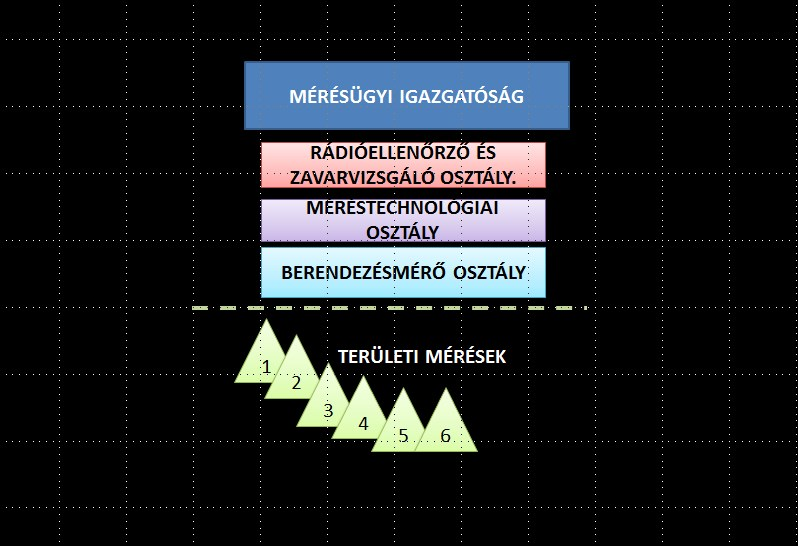 MÉRÉSÜGYI IGAZGATÓSÁG
RÁDIÓELLENŐRZŐ ÉS
ZAVARVIZSGÁLÓ OSZTÁLY.
MÉRÉSTECHNOLÓGIAI
OSZTÁLY
BERENDEZÉSMÉRŐ OSZTÁLY
TERÜLETI MÉRÉSEK
1
2
3
4
5
6